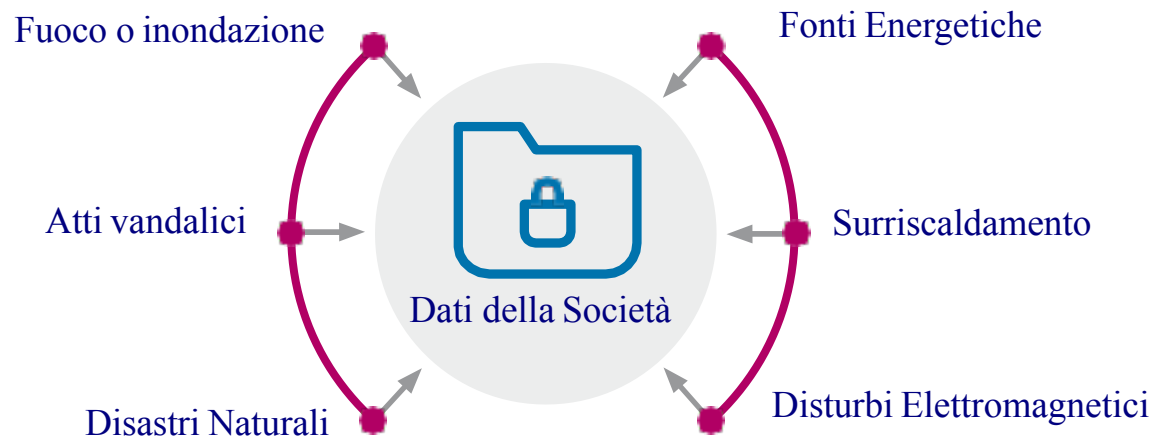 Fuoco o inondazione
Fonti Energetiche
Atti vandalici
Surriscaldamento
Dati della Società
Disastri Naturali
Disturbi Elettromagnetici